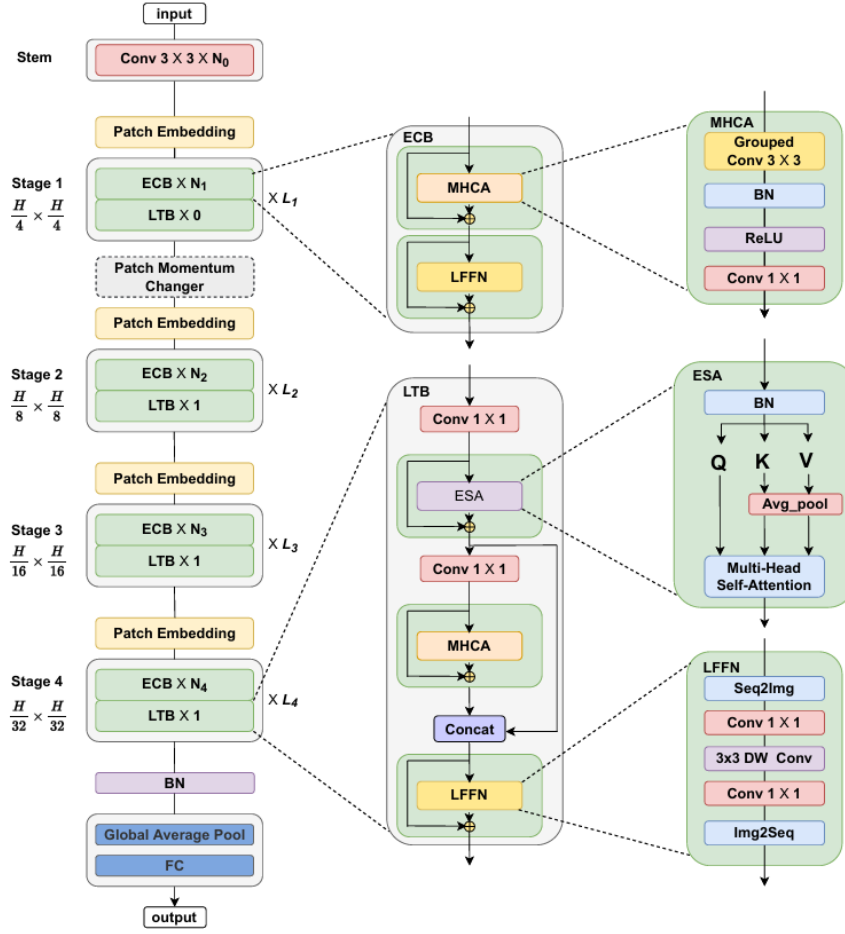 input
Stem
Conv 3 X 3 X N₀
Patch Embedding
Stage 1
H/4 × H/4
ECB X N₁
LTB X 0
X L₁
Patch Momentum
Changer
Patch Embedding
Stage 2
H/8 × H/8
ECB X N₂
LTB X 1
X L₂
Patch Embedding
Stage 3
H/16 × H/16
ECB X N₃
LTB X 1
X L₃
Patch Embedding
Stage 4
H/32 × H/32
ECB X N₄
LTB X 1
X L₄
BN
Global Average Pool
FC
output
ECB
MHCA
LFFN
LTB
Conv 1 X 1
ESA
Conv 1 X 1
MHCA
Concat
LFFN
MHCA
Grouped
Conv 3 X 3
BN
ReLU
Conv 1 X 1
ESA
BN
Q K V
Avg_pool
Multi-Head
Self-Attention
LFFN
Seq2Img
Conv 1 X 1
3x3 DW Conv
Conv 1 X 1
Img2Seq